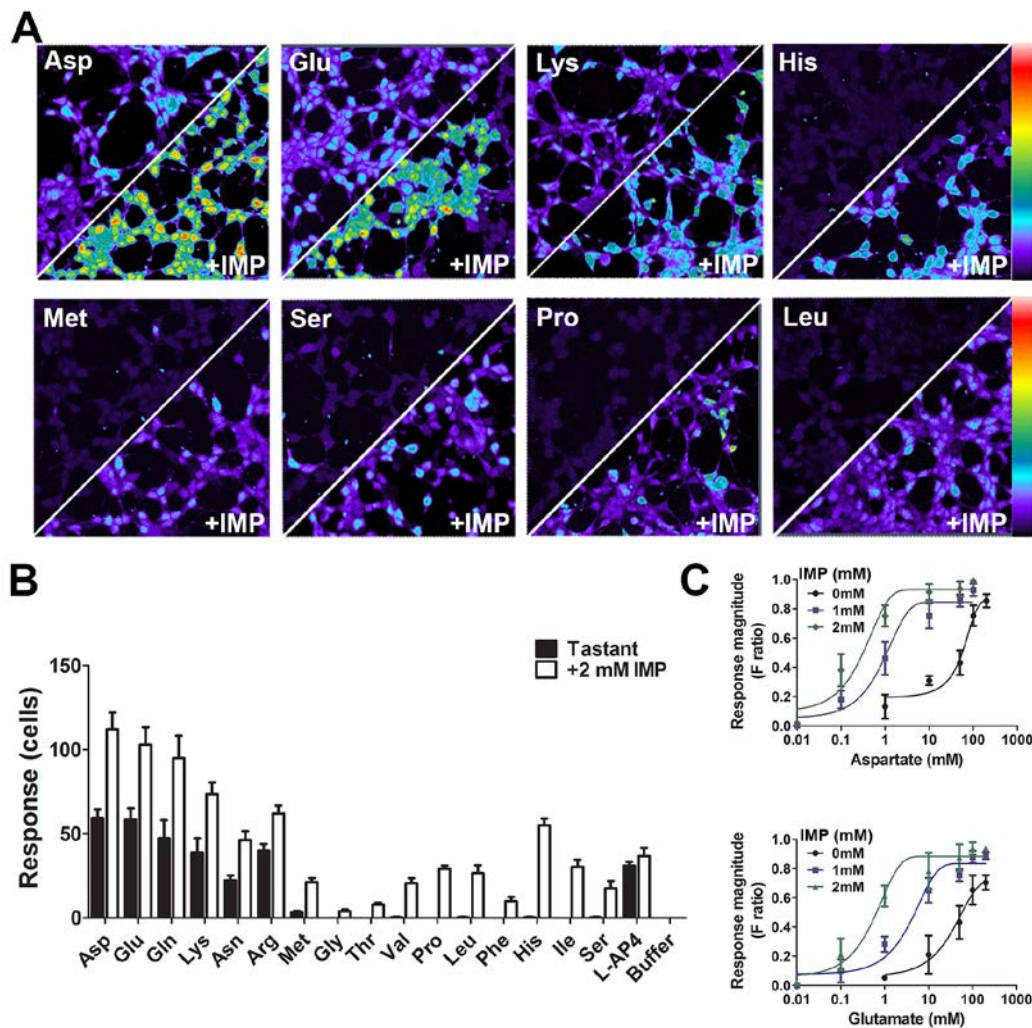 A
Asp
+IMP
Glu
+IMP
Lys
+IMP
His
+IMP
Met
+IMP
Ser
+IMP
Pro
+IMP
Leu
+IMP
B
Tastant
+2 mM IMP
Response (cells)
150
100
50
0
Asp
Glu
Gln
Lys
Asn
Arg
Met
Gly
Thr
Val
Pro
Leu
Phe
His
Ile
Ser
L-AP4
Buffer
C
IMP (mM)
0mM
1mM
2mM
Response magnitude
(F ratio)
1.0
0.8
0.6
0.4
0.2
0.0
0.01 0.1 1 10 100 1000
Aspartate (mM)
IMP (mM)
0mM
1mM
2mM
Response magnitude
(F ratio)
1.0
0.8
0.6
0.4
0.2
0.0
0.01 0.1 1 10 100 1000
Glutamate (mM)